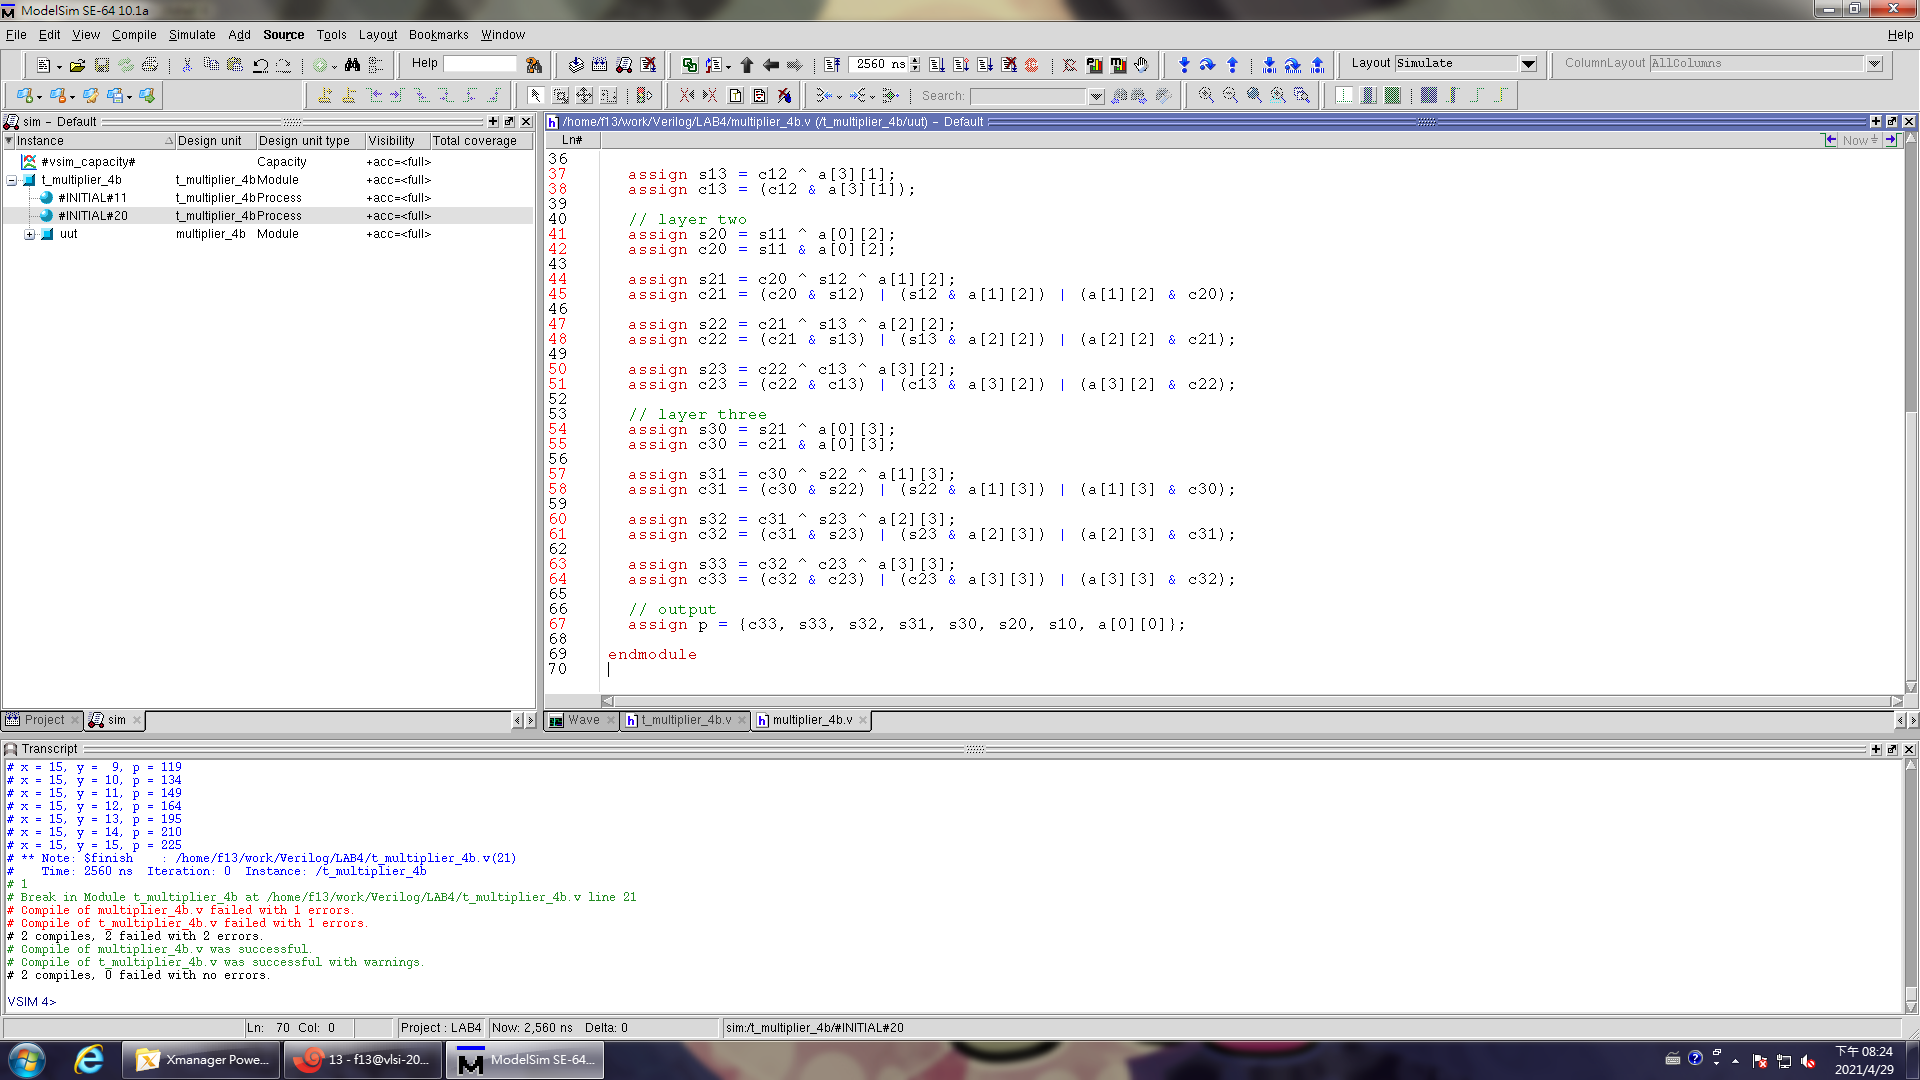 ModelSim SE-64 10.1a
File Edit View Compile Simulate Add Source Tools Layout Bookmarks Window Help
Help
2560 ns
Layout Simulate
ColumnLayout AllColumns
Search:
sim - Default
Instance Design unit Design unit type Visibility Total coverage
#vsim_capacity# Capacity +acc=<full>
t_multiplier_4b t_multiplier_4b Module +acc=<full>
#INITIAL#11 t_multiplier_4b Process +acc=<full>
#INITIAL#20 t_multiplier_4b Process +acc=<full>
uut multiplier_4b Module +acc=<full>
Project sim
/home/f13/work/Verilog/LAB4/multiplier_4b.v (/t_multiplier_4b/uut) - Default
Ln# Now
36
37 assign s13 = c12 ^ a[3][1];
38 assign c13 = (c12 & a[3][1]);
39
40 // layer two
41 assign s20 = s11 ^ a[0][2];
42 assign c20 = s11 & a[0][2];
43
44 assign s21 = c20 ^ s12 ^ a[1][2];
45 assign c21 = (c20 & s12) | (s12 & a[1][2]) | (a[1][2] & c20);
46
47 assign s22 = c21 ^ s13 ^ a[2][2];
48 assign c22 = (c21 & s13) | (s13 & a[2][2]) | (a[2][2] & c21);
49
50 assign s23 = c22 ^ c13 ^ a[3][2];
51 assign c23 = (c22 & c13) | (c13 & a[3][2]) | (a[3][2] & c22);
52
53 // layer three
54 assign s30 = s21 ^ a[0][3];
55 assign c30 = c21 & a[0][3];
56
57 assign s31 = c30 ^ s22 ^ a[1][3];
58 assign c31 = (c30 & s22) | (s22 & a[1][3]) | (a[1][3] & c30);
59
60 assign s32 = c31 ^ s23 ^ a[2][3];
61 assign c32 = (c31 & s23) | (s23 & a[2][3]) | (a[2][3] & c31);
62
63 assign s33 = c32 ^ c23 ^ a[3][3];
64 assign c33 = (c32 & c23) | (c23 & a[3][3]) | (a[3][3] & c32);
65
66 // output
67 assign p = {c33, s33, s32, s31, s30, s20, s10, a[0][0]};
68
69 endmodule
70
Wave t_multiplier_4b.v multiplier_4b.v
Transcript
# x = 15, y =  9, p = 119
# x = 15, y = 10, p = 134
# x = 15, y = 11, p = 149
# x = 15, y = 12, p = 164
# x = 15, y = 13, p = 195
# x = 15, y = 14, p = 210
# x = 15, y = 15, p = 225
# ** Note: $finish    : /home/f13/work/Verilog/LAB4/t_multiplier_4b.v(21)
#    Time: 2560 ns  Iteration: 0  Instance: /t_multiplier_4b
# 1
# Break in Module t_multiplier_4b at /home/f13/work/Verilog/LAB4/t_multiplier_4b.v line 21
# Compile of multiplier_4b.v failed with 1 errors.
# Compile of t_multiplier_4b.v failed with 1 errors.
# 2 compiles, 2 failed with 2 errors.
# Compile of multiplier_4b.v was successful.
# Compile of t_multiplier_4b.v was successful with warnings.
# 2 compiles, 0 failed with no errors.
VSIM 4>
Ln: 70 Col: 0 Project : LAB4 Now: 2,560 ns Delta: 0 sim:/t_multiplier_4b/#INITIAL#20
Xmanager Powe... 13 - f13@vlsi-20... ModelSim SE-64...
下午 08:24
2021/4/29